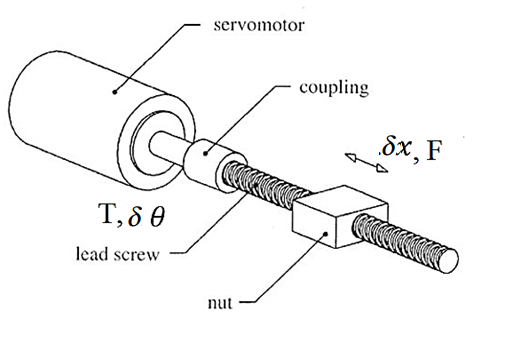 servomotor
coupling
δx, F
T, δ θ
lead screw
nut